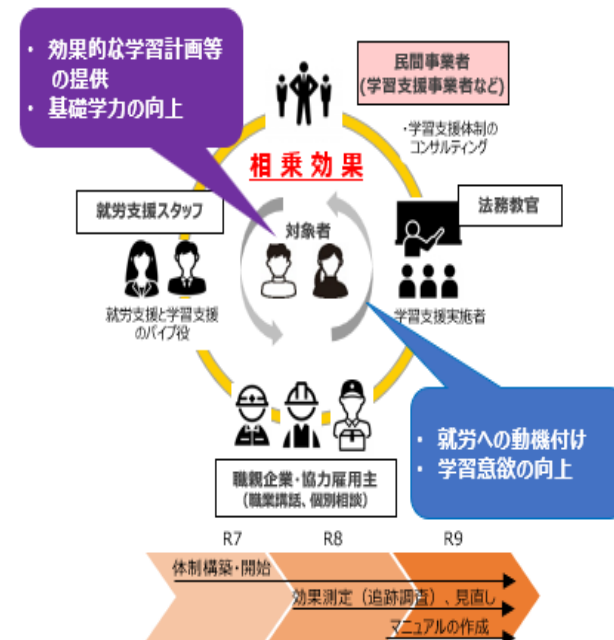 ・ 効果的な学習計画等
の提供
・ 基礎学力の向上
民間事業者
(学習支援事業者など)
・学習支援体制の
コンサルティング
相乗効果
就労支援スタッフ
対象者
法務教官
就労支援と学習支援
のパイプ役
学習支援実施者
・ 就労への動機付け
・ 学習意欲の向上
職親企業・協力雇用主
(職業講話、個別相談)
R7 R8 R9
体制構築・開始
効果測定（追跡調査）、見直し
マニュアルの作成